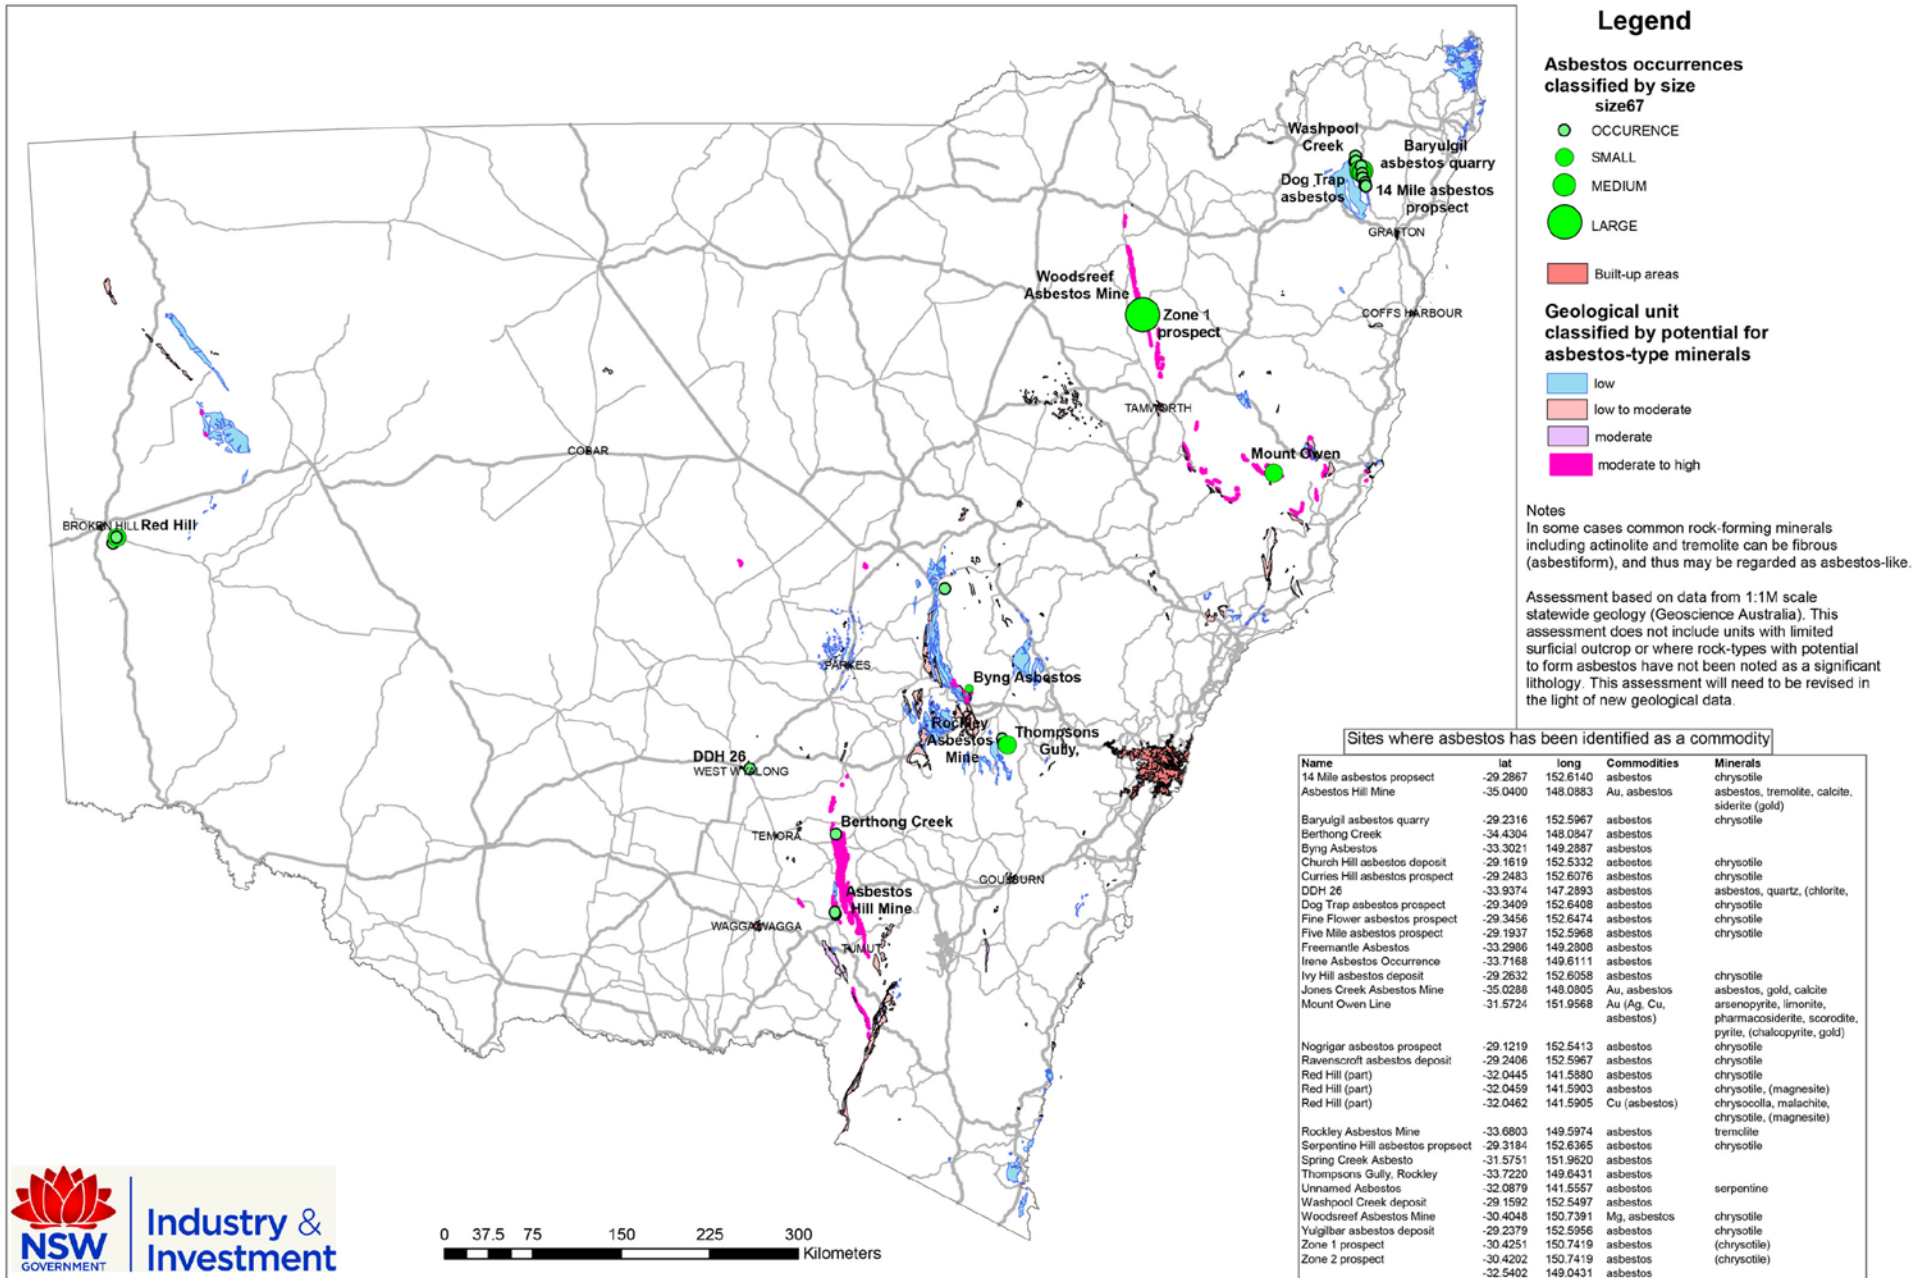 Legend
Asbestos occurrences
classified by size
size67
OCCURENCE
SMALL
MEDIUM
LARGE
Built-up areas
Geological unit
classified by potential for
asbestos-type minerals
low
low to moderate
moderate
moderate to high
Notes
In some cases common rock-forming minerals
including actinolite and tremolite can be fibrous
(asbestiform), and thus may be regarded as asbestos-like.
Assessment based on data from 1:1M scale
statewide geology (Geoscience Australia). This
assessment does not include units with limited
surficial outcrop or where rock-types with potential
to form asbestos have not been noted as a significant
lithology. This assessment will need to be revised in
the light of new geological data.
Washpool
Creek
Baryulgil
asbestos quarry
Dog Trap
asbestos
14 Mile asbestos
propsect
GRAFTON
Woodsreef
Asbestos Mine
Zone 1
prospect
COFFS HARBOUR
TAMWORTH
COBAR
Mount Owen
BROKEN HILL
Red Hill
PARKES
Byng Asbestos
Rockley
Asbestos
Mine
Thompsons
Gully,
DDH 26
WEST WYALONG
Berthong Creek
TEMORA
GOULBURN
Asbestos
Hill Mine
WAGGA WAGGA
TUMUT
Sites where asbestos has been identified as a commodity
Name lat long Commodities Minerals
14 Mile asbestos propsect -29.2867 152.6140 asbestos chrysotile
Asbestos Hill Mine -35.0400 148.0883 Au, asbestos asbestos, tremolite, calcite,
siderite (gold)
Baryulgil asbestos quarry -29.2316 152.5967 asbestos chrysotile
Berthong Creek -34.4304 148.0847 asbestos
Byng Asbestos -33.3021 149.2887 asbestos
Church Hill asbestos deposit -29.1619 152.5332 asbestos chrysotile
Curries Hill asbestos prospect -29.2483 152.6076 asbestos chrysotile
DDH 26 -33.9374 147.2893 asbestos asbestos, quartz, (chlorite,
Dog Trap asbestos prospect -29.3409 152.6408 asbestos chrysotile
Fine Flower asbestos prospect -29.3456 152.6474 asbestos chrysotile
Five Mile asbestos prospect -29.1937 152.5968 asbestos chrysotile
Freemantle Asbestos -33.2986 149.2808 asbestos
Irene Asbestos Occurrence -33.7168 149.6111 asbestos
Ivy Hill asbestos deposit -29.2632 152.6058 asbestos chrysotile
Jones Creek Asbestos Mine -35.0288 148.0805 Au, asbestos asbestos, gold, calcite
Mount Owen Line -31.5724 151.9568 Au (Ag, Cu, arsenopyrite, limonite,
asbestos) pharmacosiderite, scorodite,
pyrite, (chalcopyrite, gold)
Nogrigar asbestos prospect -29.1219 152.5413 asbestos chrysotile
Ravenscroft asbestos deposit -29.2406 152.5967 asbestos chrysotile
Red Hill (part) -32.0445 141.5880 asbestos chrysotile
Red Hill (part) -32.0459 141.5903 asbestos chrysotile, (magnesite)
Red Hill (part) -32.0462 141.5905 Cu (asbestos) chrysocolla, malachite,
chrysotile, (magnesite)
Rockley Asbestos Mine -33.6803 149.5974 asbestos tremolite
Serpentine Hill asbestos propsect -29.3184 152.6365 asbestos chrysotile
Spring Creek Asbesto -31.5751 151.9620 asbestos
Thompsons Gully, Rockley -33.7220 149.6431 asbestos
Unnamed Asbestos -32.0879 141.5557 asbestos serpentine
Washpool Creek deposit -29.1592 152.5497 asbestos
Woodsreef Asbestos Mine -30.4048 150.7391 Mg, asbestos chrysotile
Yulgilbar asbestos deposit -29.2379 152.5956 asbestos chrysotile
Zone 1 prospect -30.4251 150.7419 asbestos (chrysotile)
Zone 2 prospect -30.4202 150.7419 asbestos (chrysotile)
-32.5402 149.0431 asbestos
NSW
GOVERNMENT
Industry &
Investment
0 37.5 75 150 225 300
Kilometers